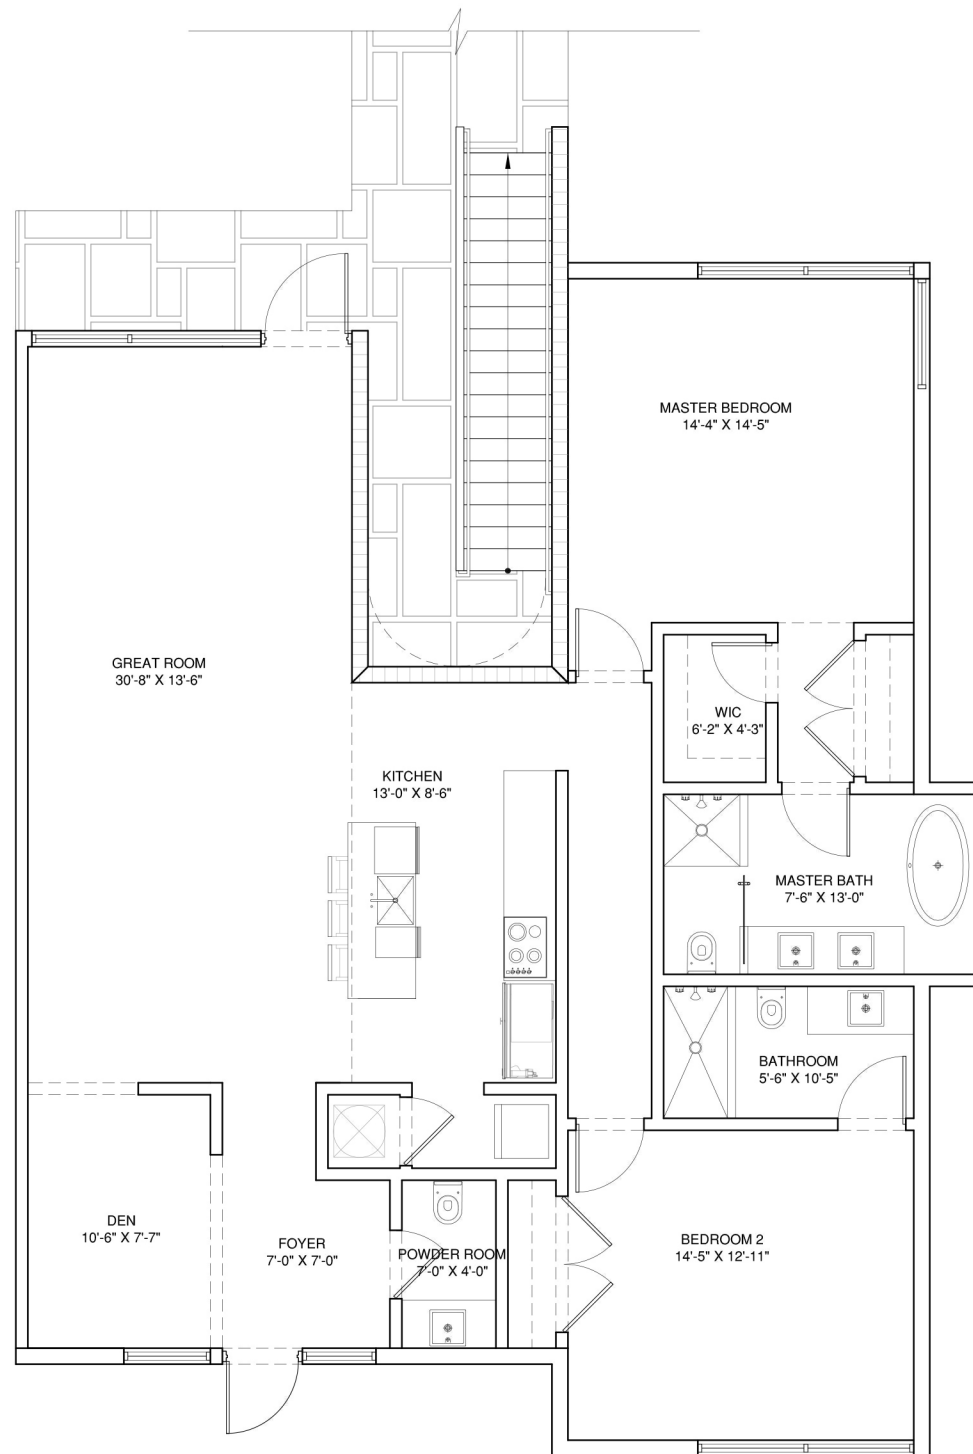 MASTER BEDROOM
14'-4" X 14'-5"
GREAT ROOM
30'-8" X 13'-6"
WIC
6'-2" X 4'-3"
KITCHEN
13'-0" X 8'-6"
MASTER BATH
7'-6" X 13'-0"
BATHROOM
5'-6" X 10'-5"
DEN
10'-6" X 7'-7"
FOYER
7'-0" X 7'-0"
POWDER ROOM
7'-0" X 4'-0"
BEDROOM 2
14'-5" X 12'-11"